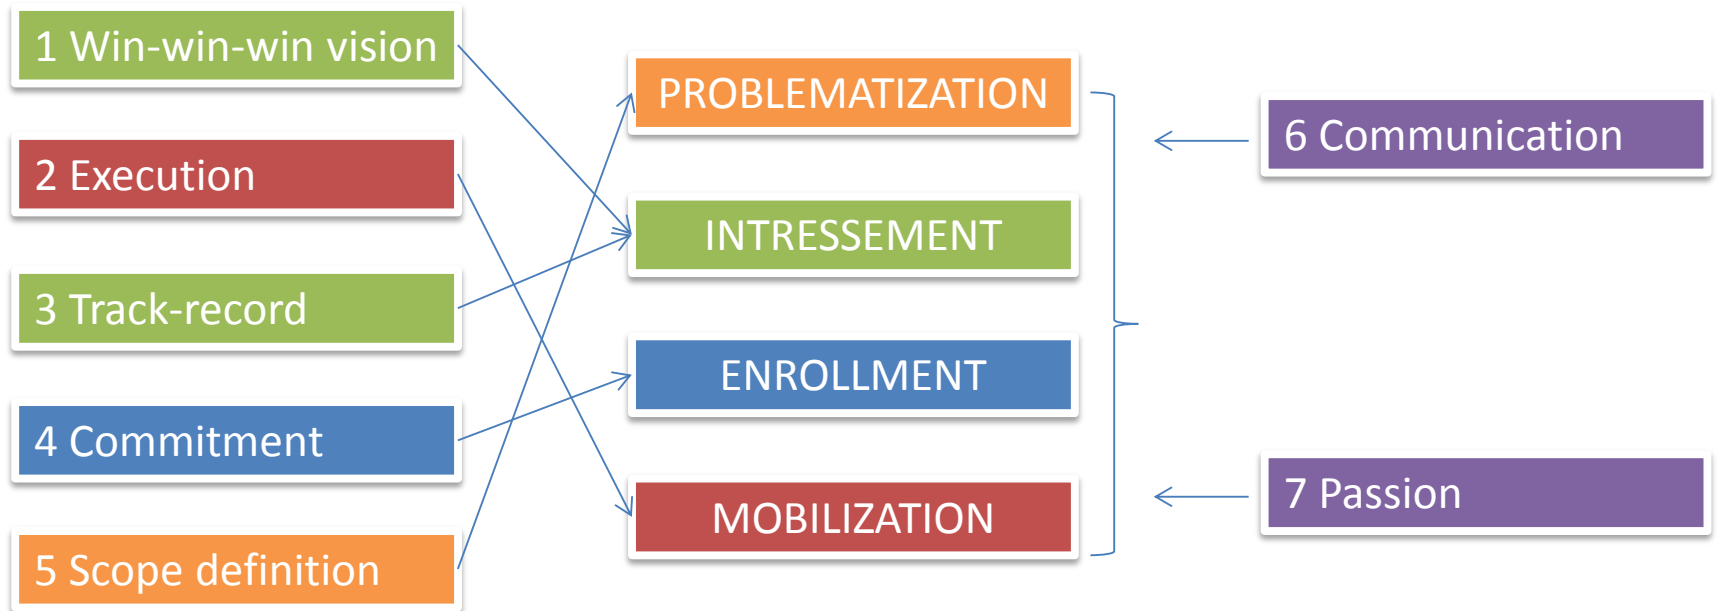 1 Win-win-win vision
2 Execution
3 Track-record
4 Commitment
5 Scope definition
PROBLEMATIZATION
INTRESSEMENT
ENROLLMENT
MOBILIZATION
6 Communication
7 Passion